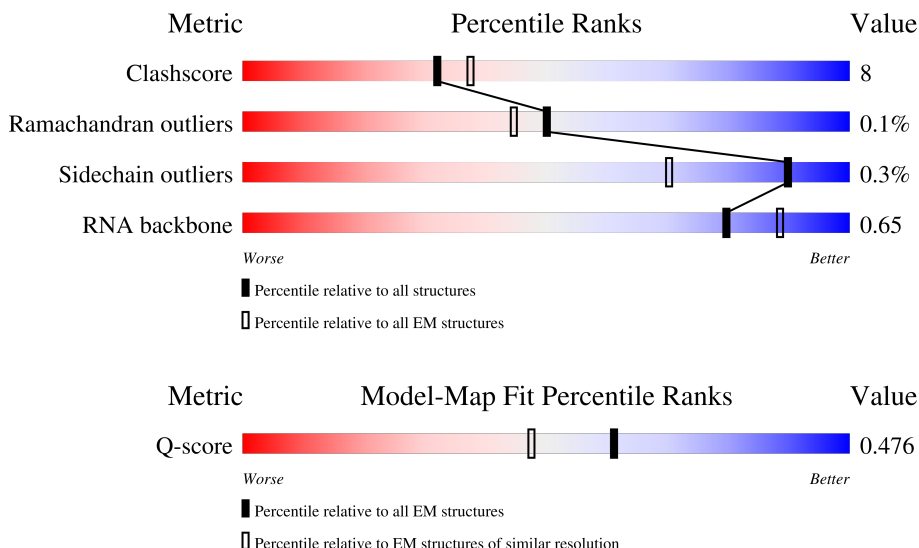 Metric Percentile Ranks Value
Clashscore 8
Ramachandran outliers 0.1%
Sidechain outliers 0.3%
RNA backbone 0.65
Worse Better
Percentile relative to all structures
Percentile relative to all EM structures
Metric Model-Map Fit Percentile Ranks Value
Q-score 0.476
Worse Better
Percentile relative to all EM structures
Percentile relative to EM structures of similar resolution